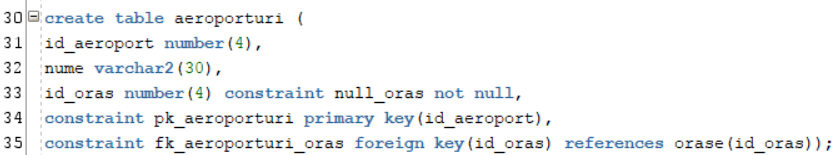 30 create table aeroporturi (
31 id_aeroport number(4),
32 nume varchar2(30),
33 id_oras number(4) constraint null_oras not null,
34 constraint pk_aeroporturi primary key(id_aeroport),
35 constraint fk_aeroporturi_oras foreign key(id_oras) references orase(id_oras));